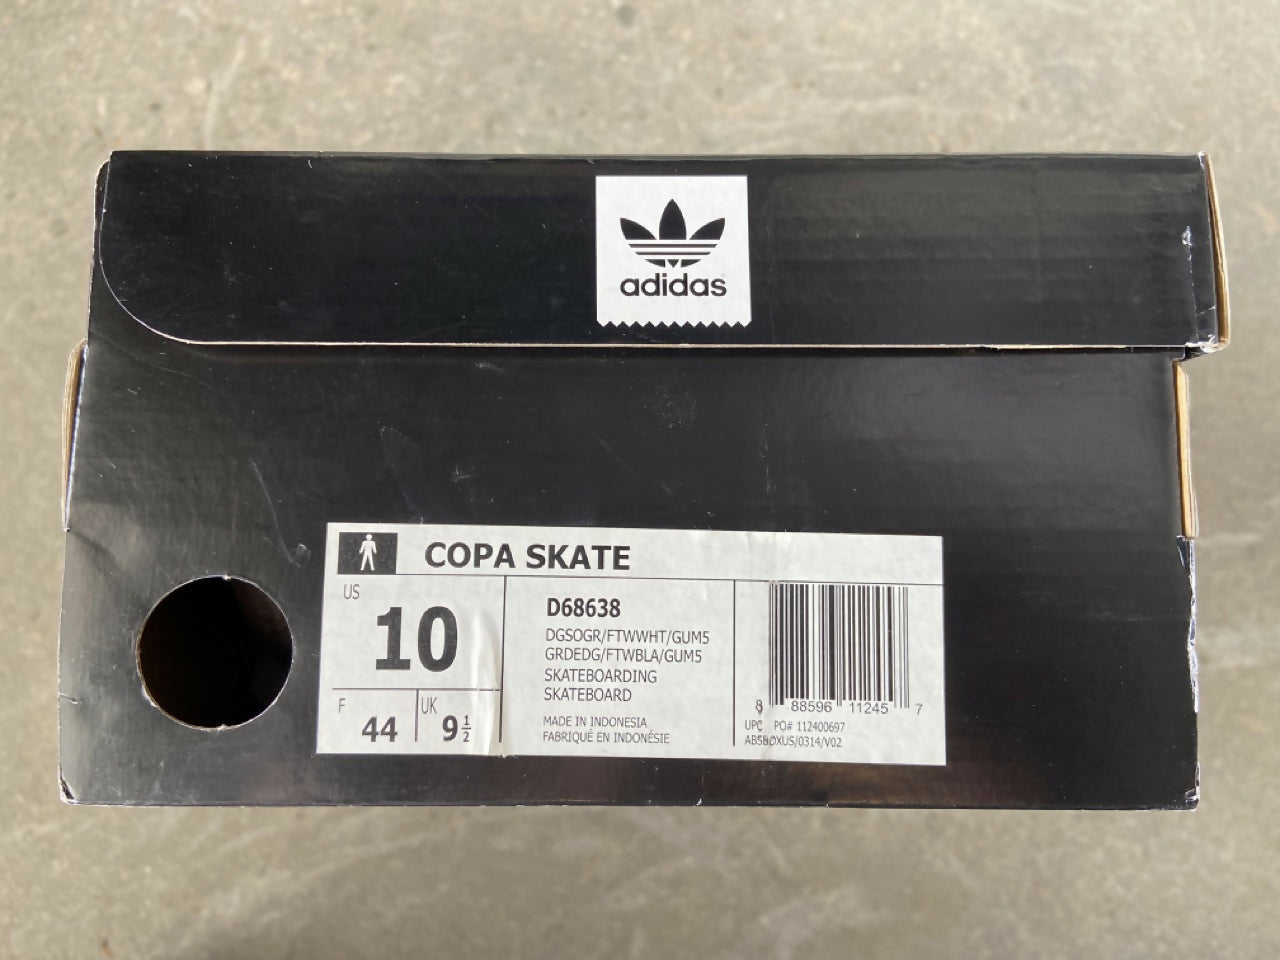 adidas
COPA SKATE
US
10
F
44
UK
9 1/2
D68638
DGSOGR/FTWWHT/GUM5
GRDEDG/FTWBLA/GUM5
SKATEBOARDING
SKATEBOARD
MADE IN INDONESIA
FABRIQUÉ EN INDONÉSIE
8 88596 11245 7
UPC PO# 112400697
ABSBOXUS/0314/V02